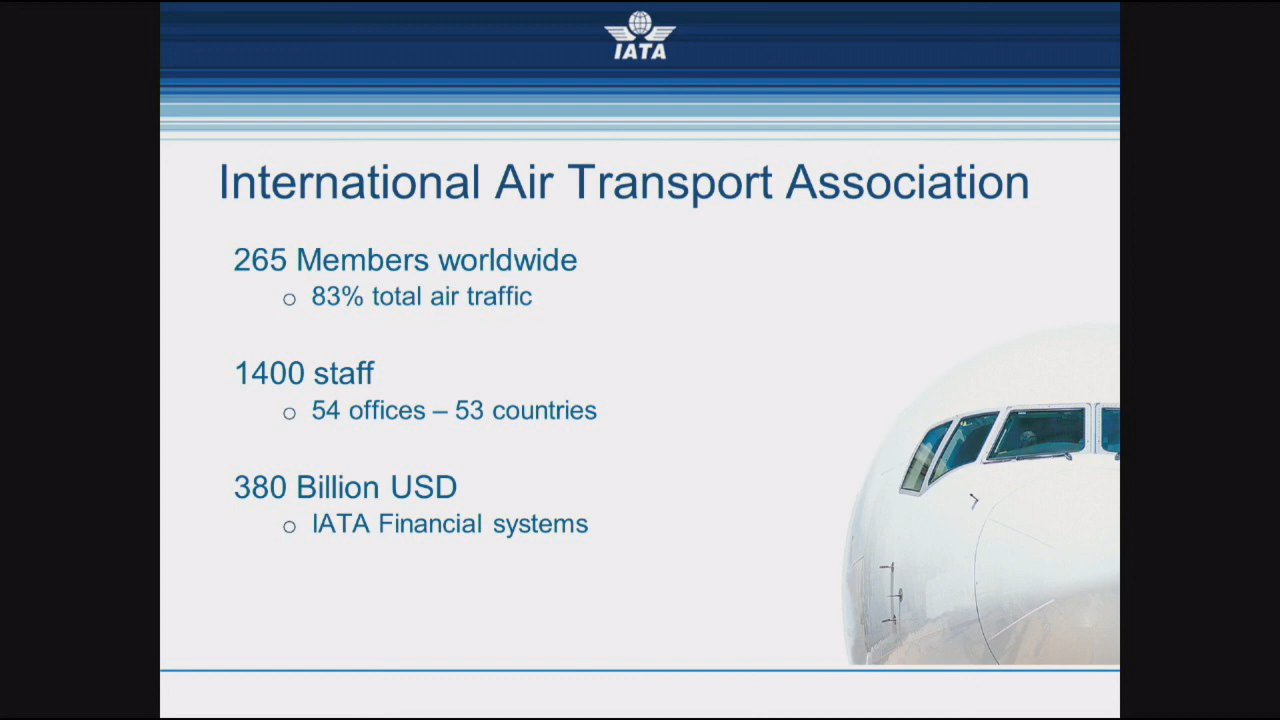 IATA
International Air Transport Association
265 Members worldwide
○ 83% total air traffic
1400 staff
○ 54 offices – 53 countries
380 Billion USD
○ IATA Financial systems